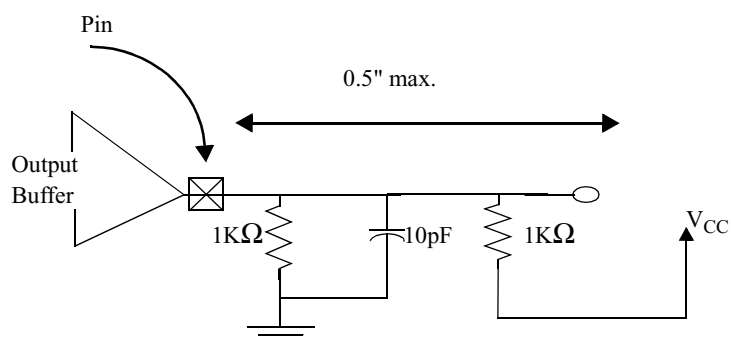 Pin
0.5" max.
Output
Buffer
1KΩ
10pF
1KΩ
VCC